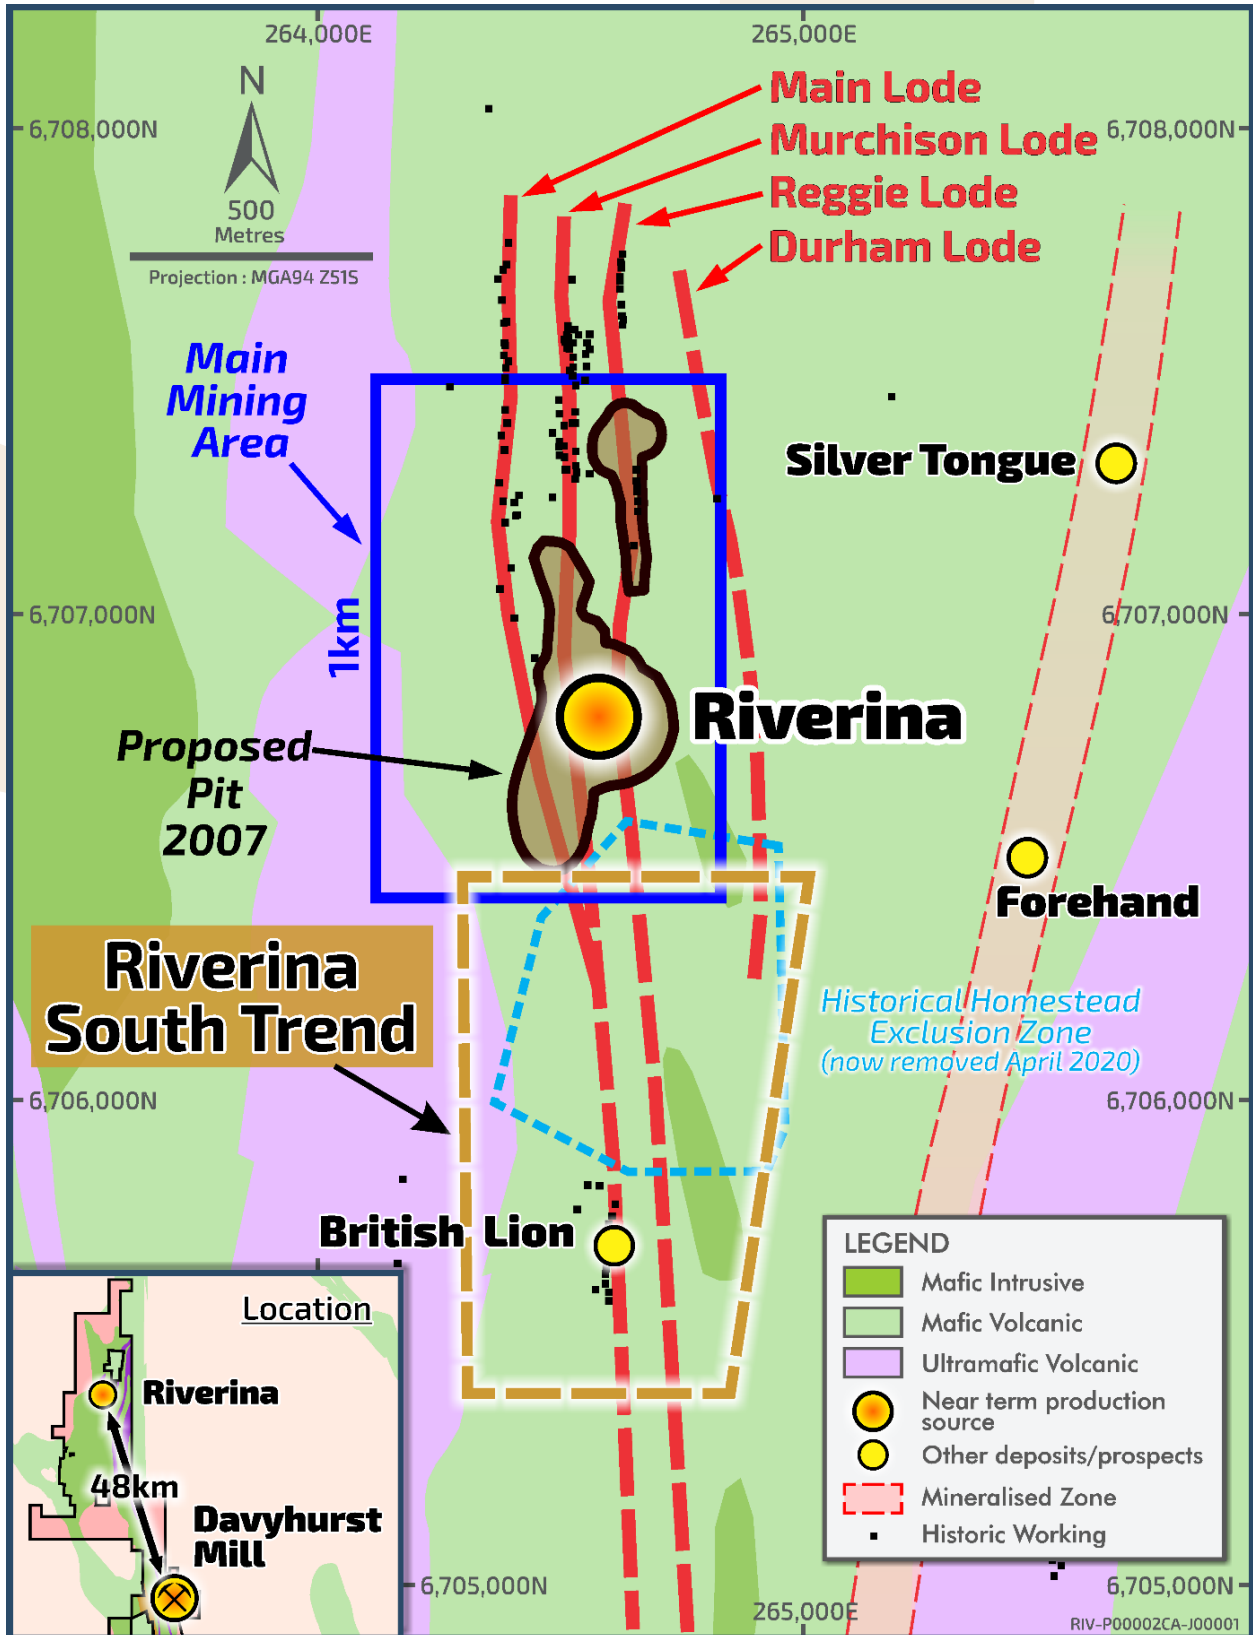 264,000E
265,000E
N
6,708,000N
6,708,000N
500
Metres
Projection : MGA94 Z51S
Main Lode
Murchison Lode
Reggie Lode
Durham Lode
Main
Mining
Area
Silver Tongue
6,707,000N
6,707,000N
1km
Riverina
Proposed
Pit
2007
Forehand
Riverina
South Trend
Historical Homestead
Exclusion Zone
(now removed April 2020)
6,706,000N
6,706,000N
British Lion
LEGEND
Mafic Intrusive
Mafic Volcanic
Ultramafic Volcanic
Near term production
source
Other deposits/prospects
Mineralised Zone
Historic Working
Location
Riverina
48km
Davyhurst
Mill
6,705,000N
6,705,000N
265,000E
RIV-P00002CA-J00001